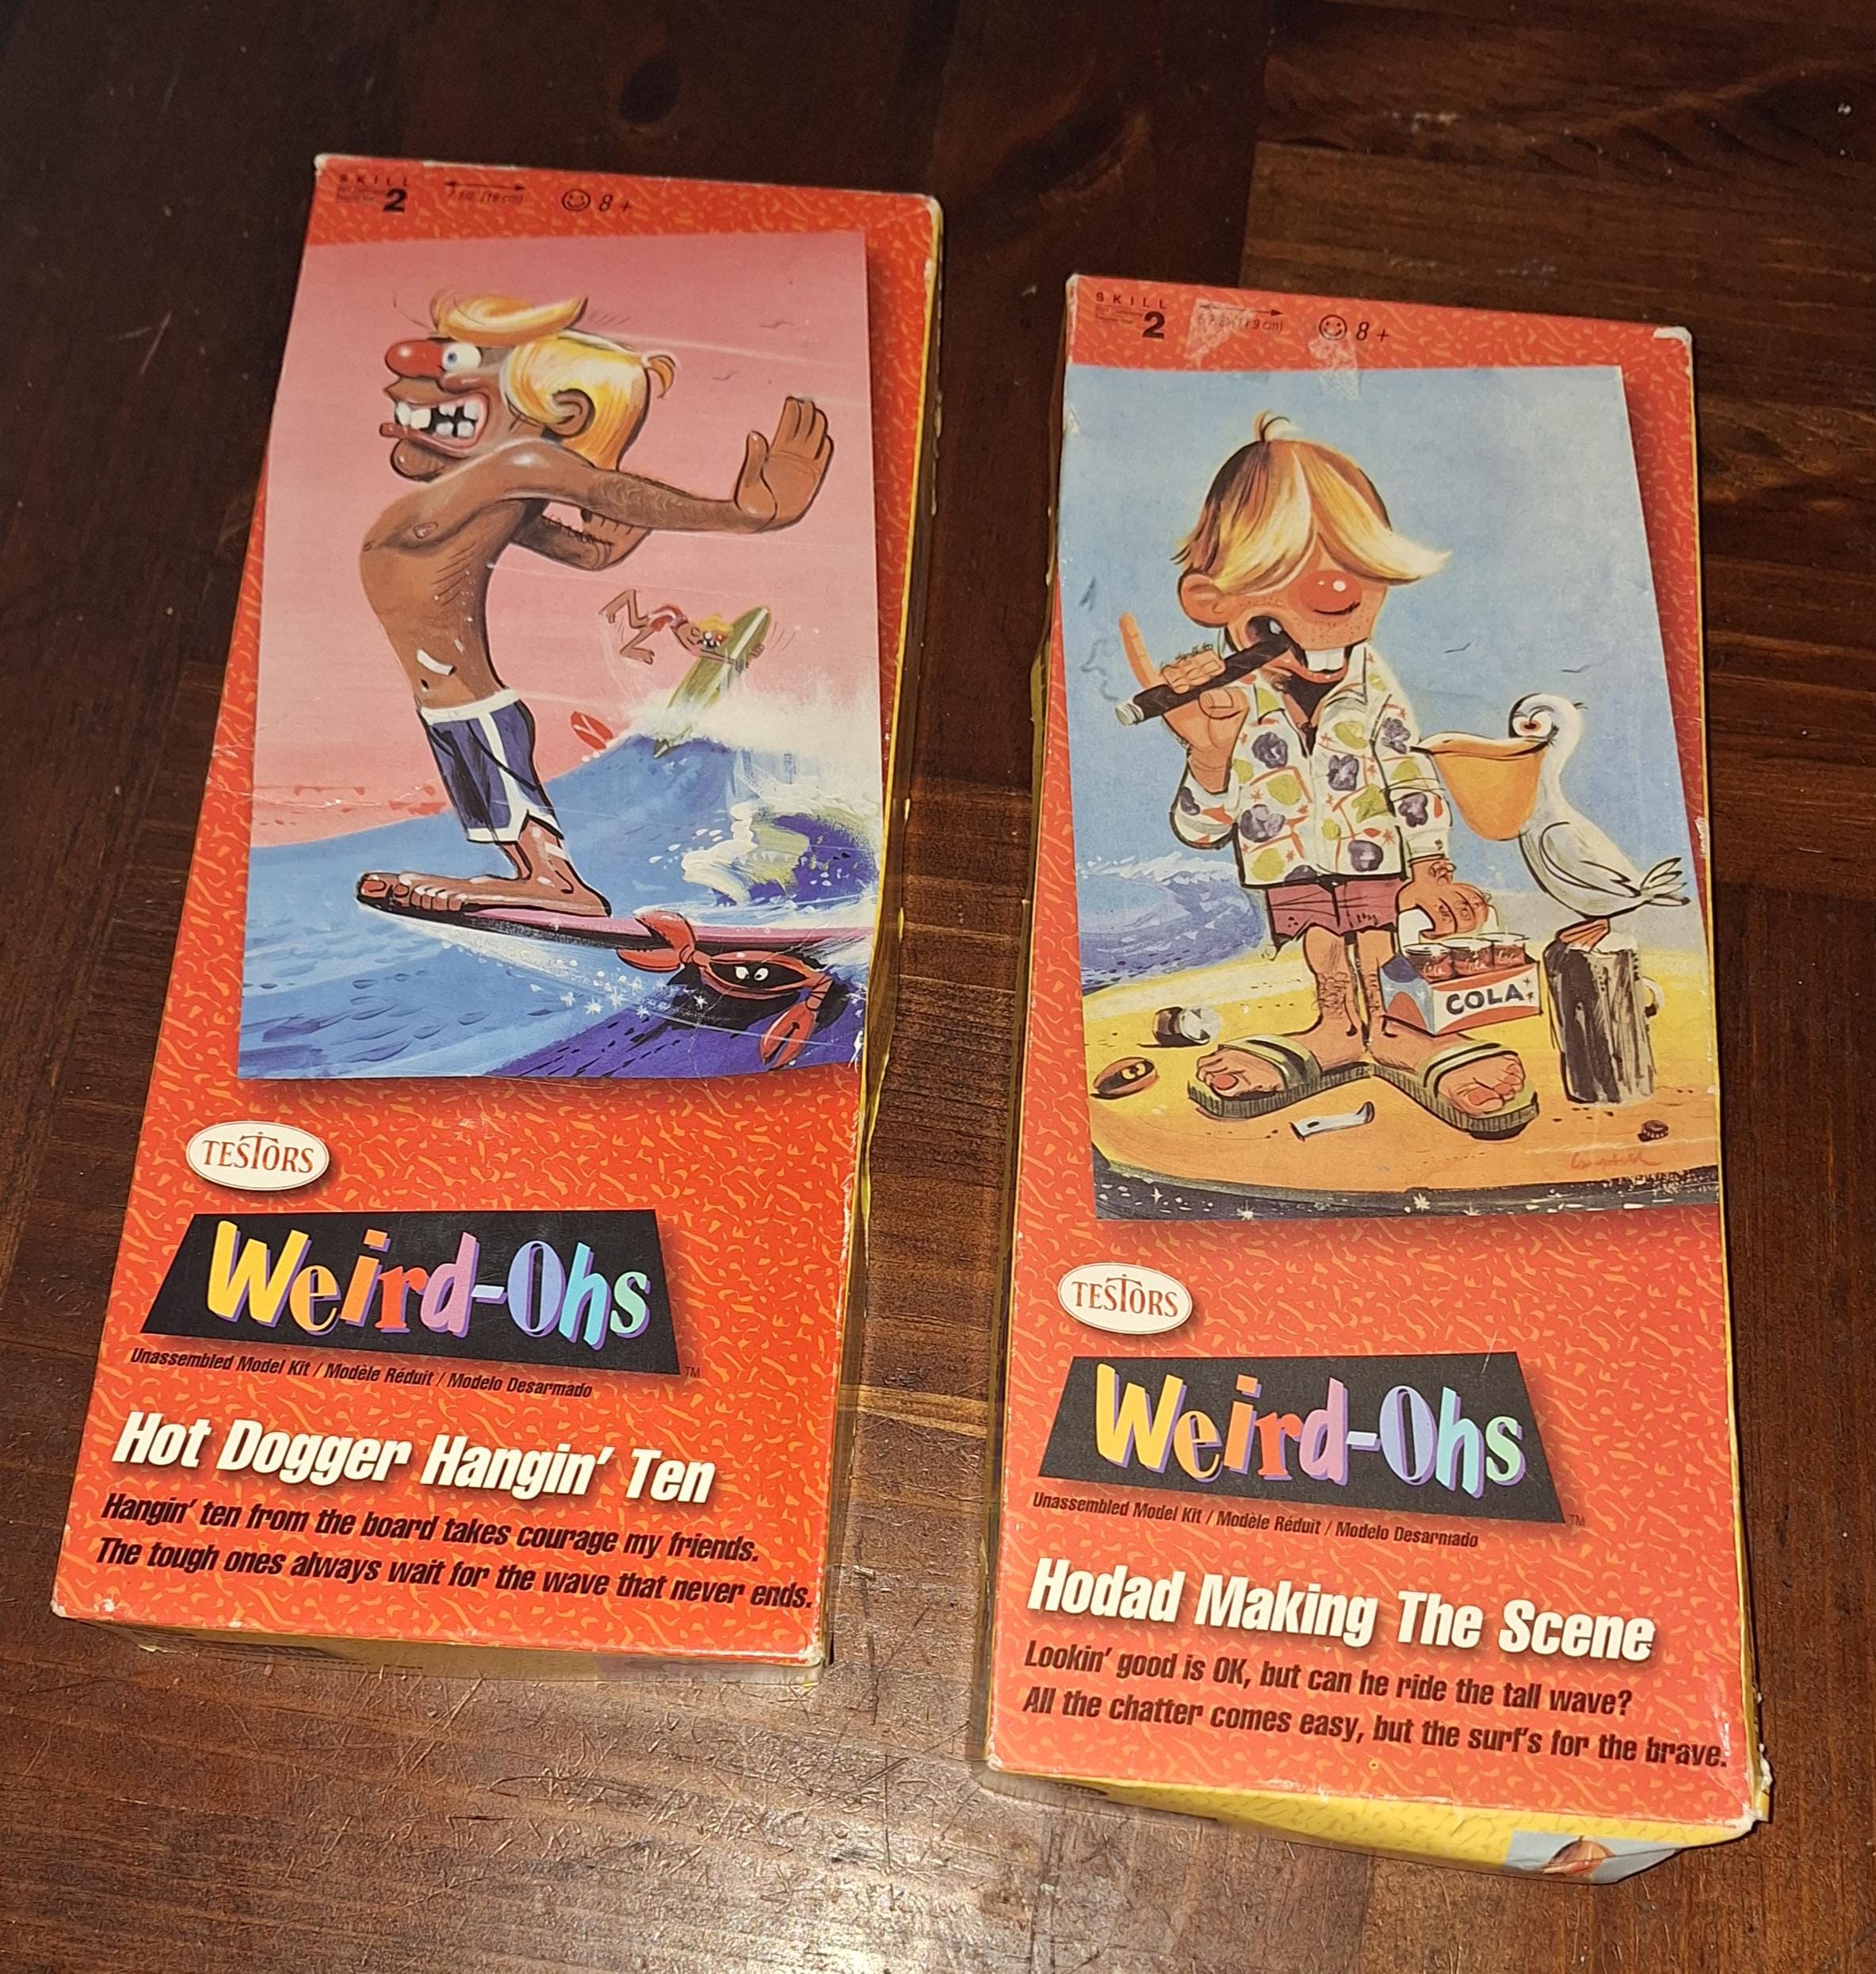 SKILL
2
8+
TESTORS
Weird-Ohs
TM
Unassembled Model Kit / Modèle Réduit / Modelo Desarmado
Hot Dogger Hangin' Ten
Hangin' ten from the board takes courage my friends.
The tough ones always wait for the wave that never ends.
SKILL
2
8+
COLA
TESTORS
Weird-Ohs
TM
Unassembled Model Kit / Modèle Réduit / Modelo Desarmado
Hodad Making The Scene
Lookin' good is OK, but can he ride the tall wave?
All the chatter comes easy, but the surf's for the brave.